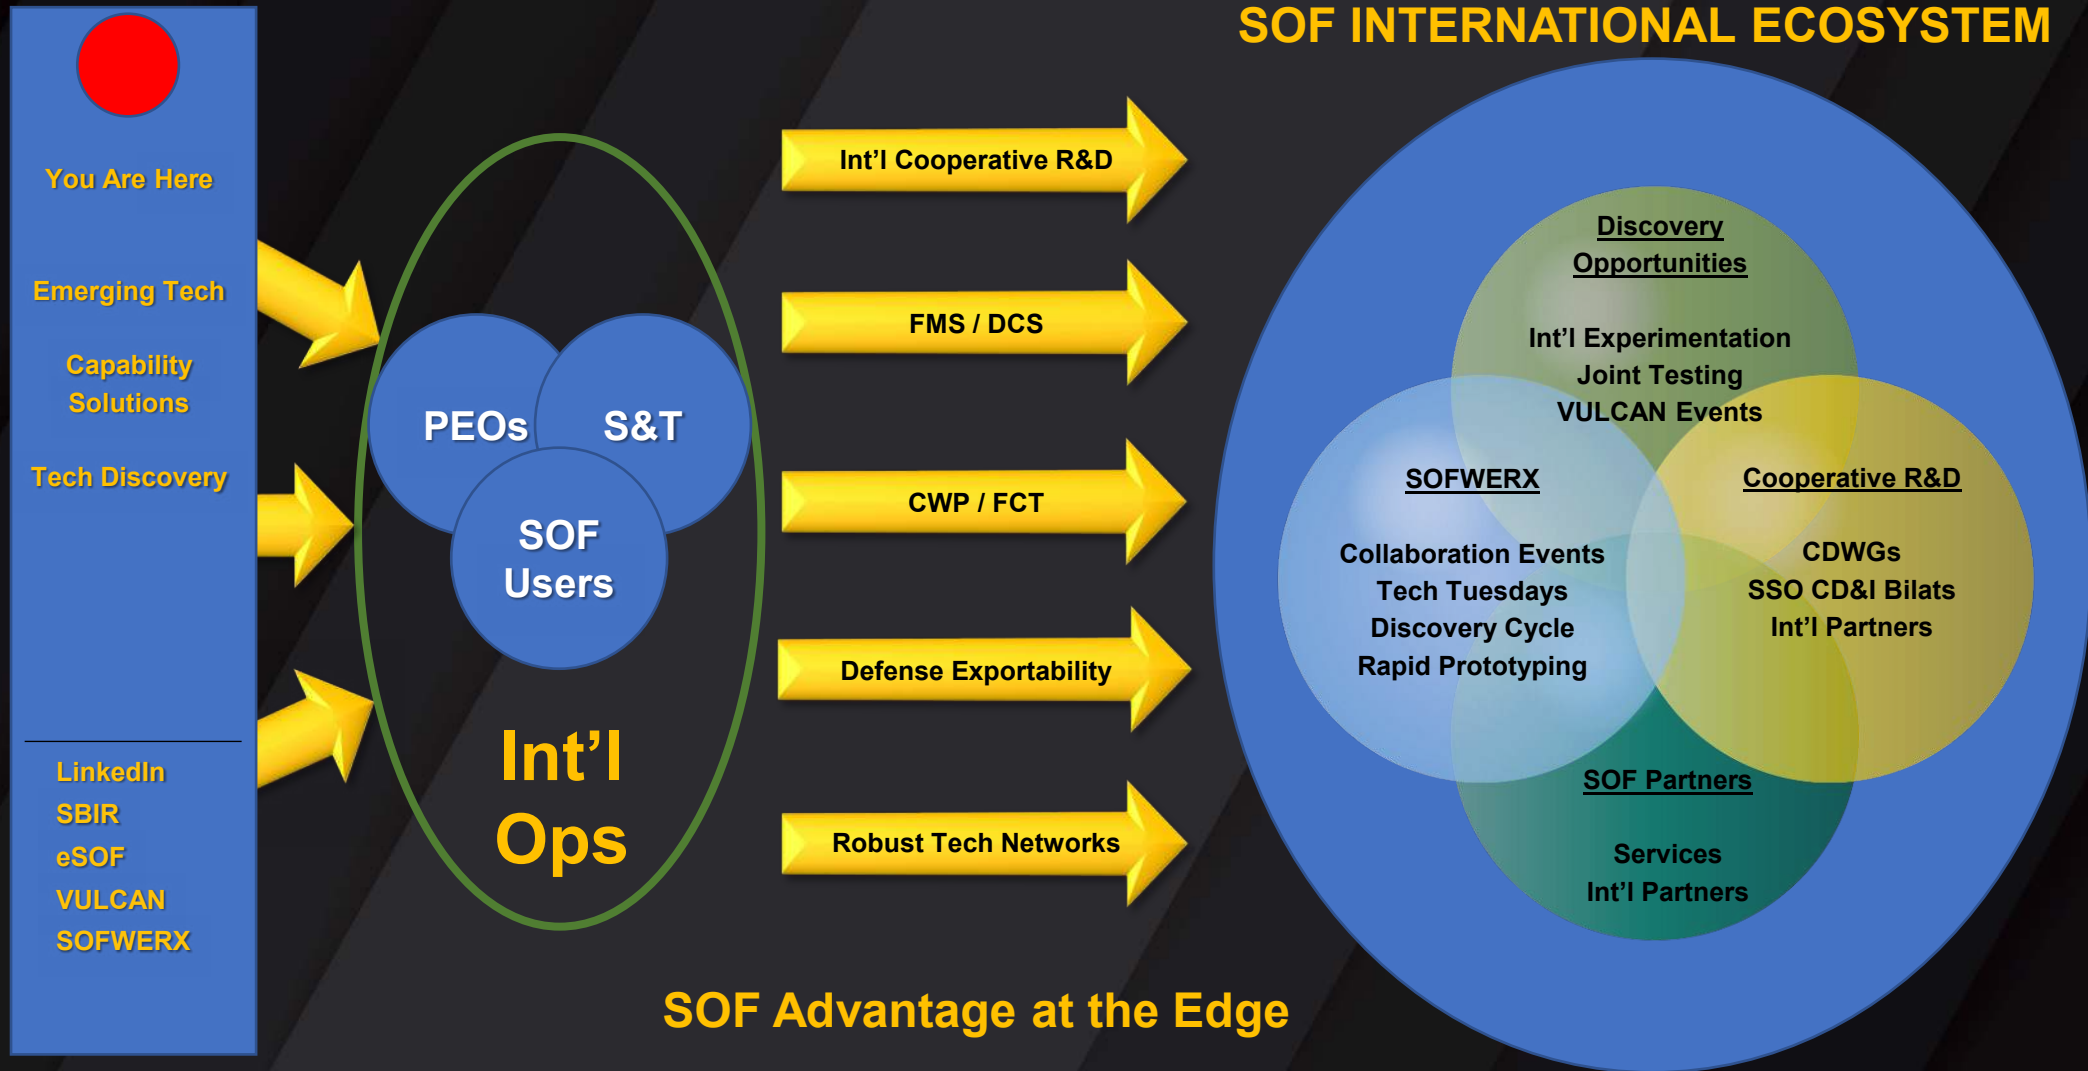 SOF INTERNATIONAL ECOSYSTEM
You Are Here
Emerging Tech
Capability
Solutions
Tech Discovery
LinkedIn
SBIR
eSOF
VULCAN
SOFWERX
PEOs
S&T
SOF
Users
Int’l
Ops
Int’l Cooperative R&D
FMS / DCS
CWP / FCT
Defense Exportability
Robust Tech Networks
Discovery
Opportunities
Int’l Experimentation
Joint Testing
VULCAN Events
SOFWERX
Collaboration Events
Tech Tuesdays
Discovery Cycle
Rapid Prototyping
Cooperative R&D
CDWGs
SSO CD&I Bilats
Int’l Partners
SOF Partners
Services
Int’l Partners
SOF Advantage at the Edge